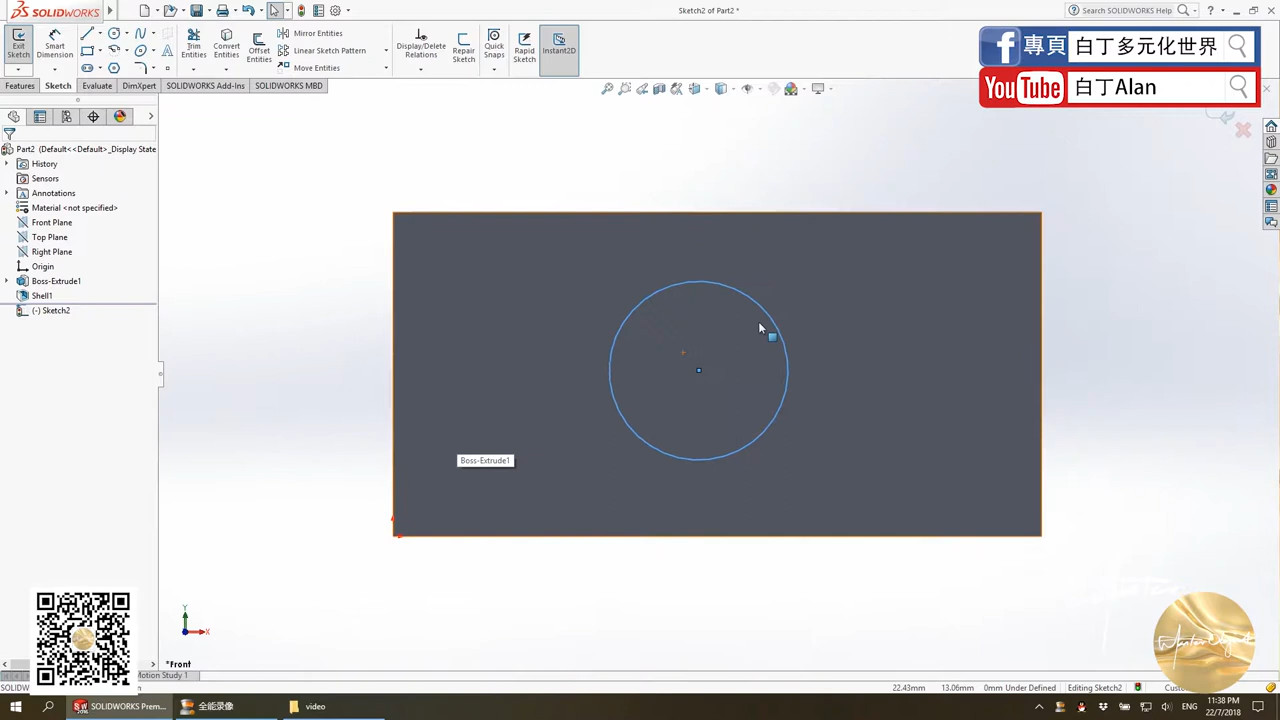 SOLIDWORKS
Sketch2 of Part2 *
Search SOLIDWORKS Help
Exit Sketch
Smart Dimension
Trim Entities
Convert Entities
Offset Entities
Mirror Entities
Linear Sketch Pattern
Move Entities
Display/Delete Relations
Repair Sketch
Quick Snaps
Rapid Sketch
Instant2D
專頁 白丁多元化世界
YouTube 白丁Alan
Features Sketch Evaluate DimXpert SOLIDWORKS Add-Ins SOLIDWORKS MBD
Part2 (Default<<Default>_Display State
History
Sensors
Annotations
Material <not specified>
Front Plane
Top Plane
Right Plane
Origin
Boss-Extrude1
Shell1
(-) Sketch2
Boss-Extrude1
Y
X
*Front
Motion Study 1
SOLIDW
22.43mm 13.06mm 0mm Under Defined Editing Sketch2
SOLIDWORKS Prem...
全能录像
video
ENG
11:38 PM
22/7/2018